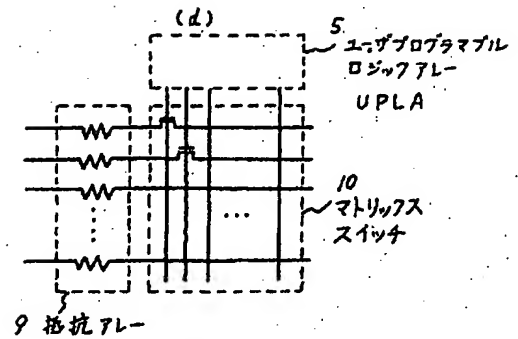 (d)
5
ユーザプログラマブル
ロジックアレー
UPLA
10
マトリックス
スイッチ
9 抵抗アレー